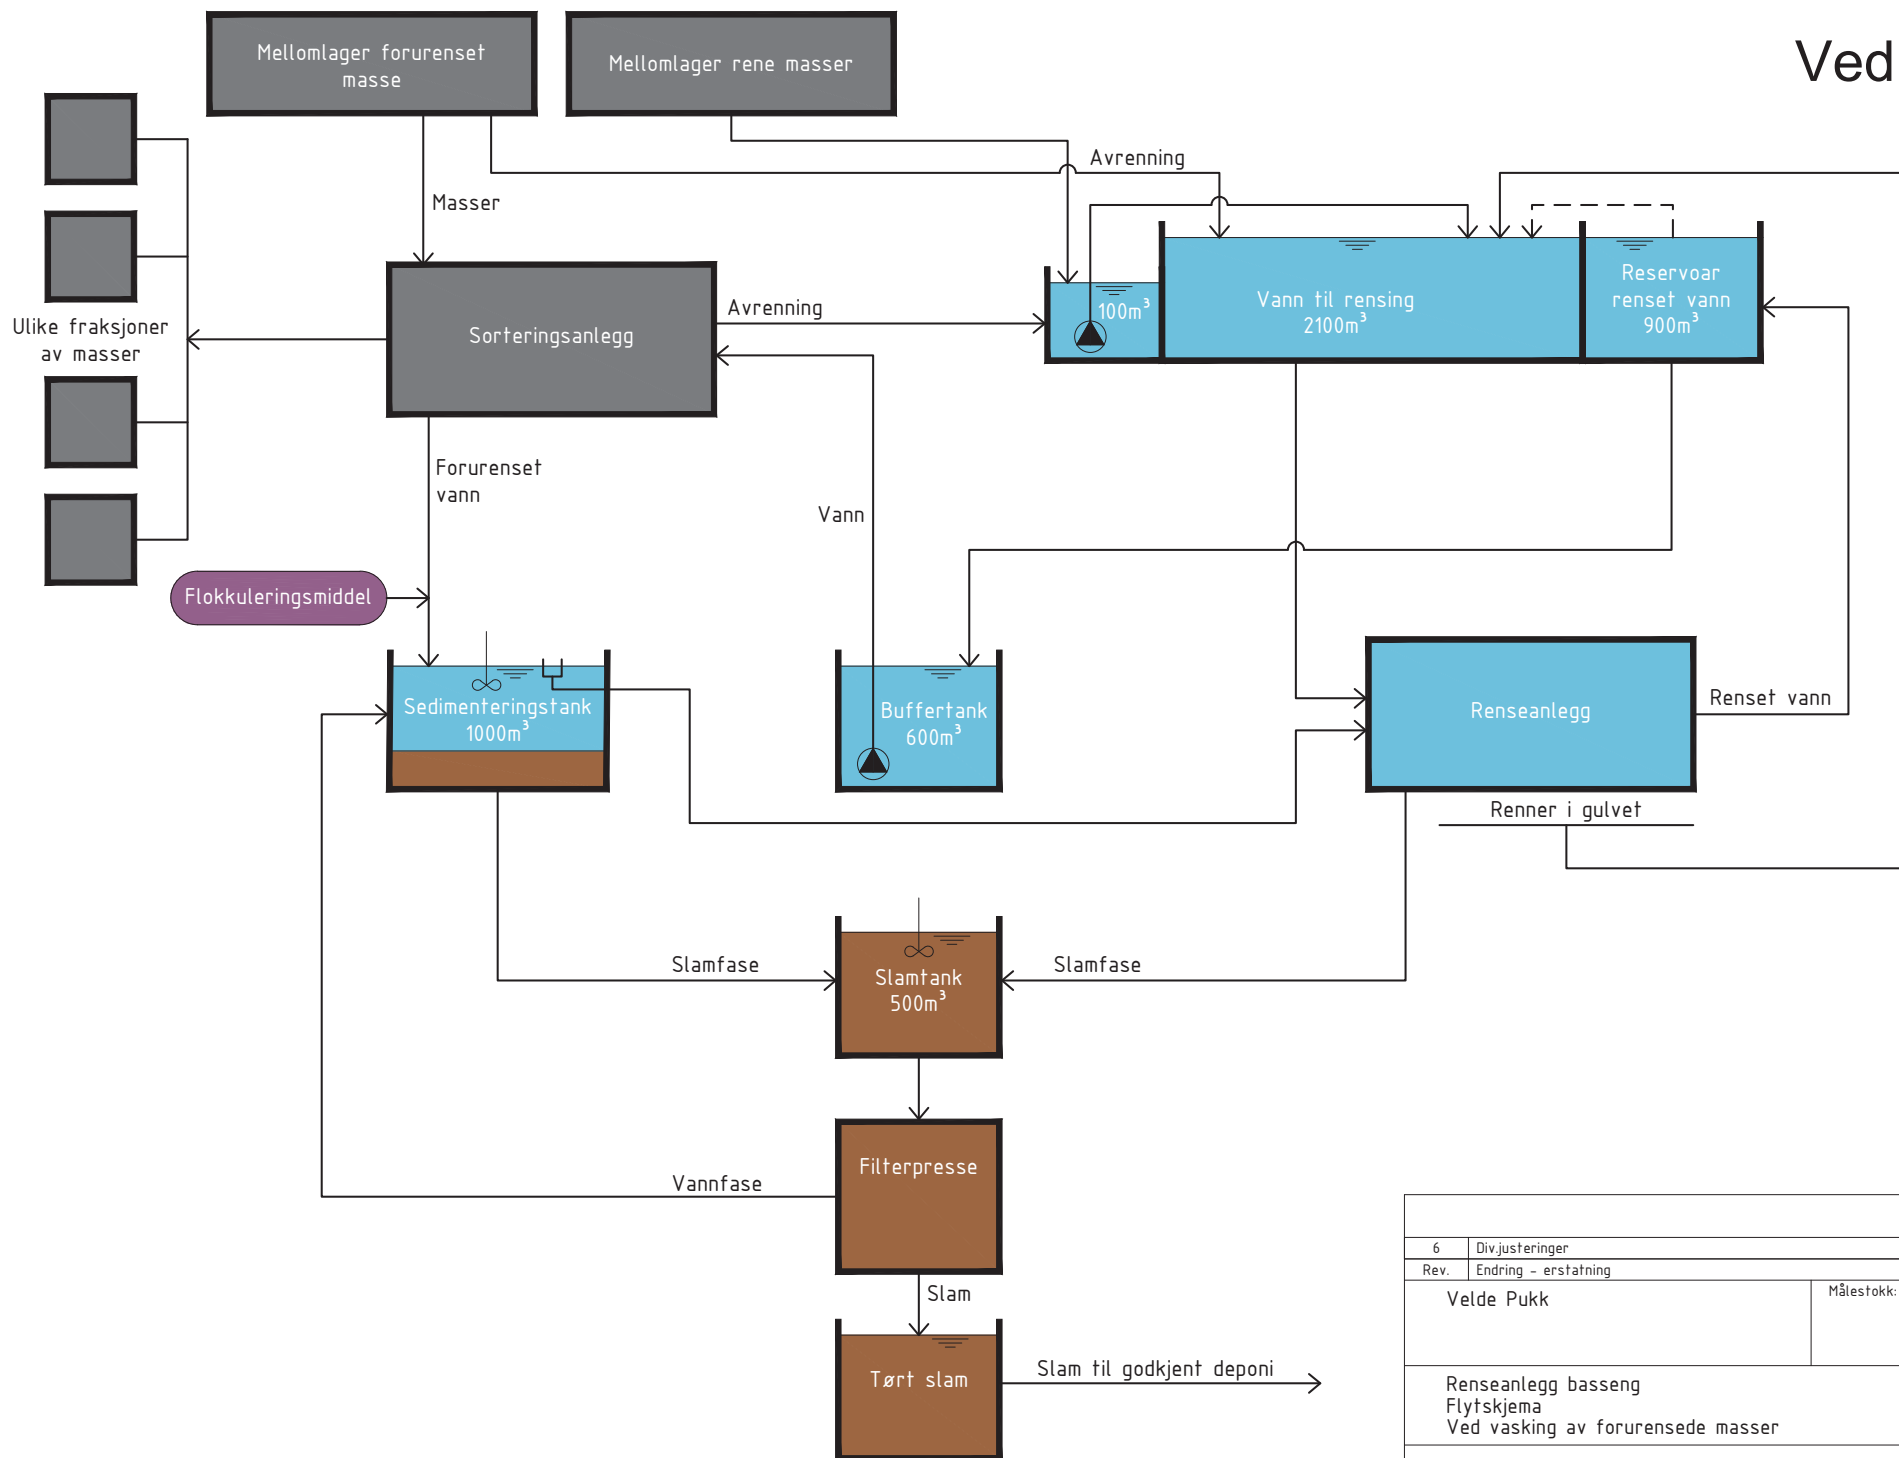 Ved
Mellomlager forurenset
masse
Mellomlager rene masser
Avrenning
Masser
Ulike fraksjoner
av masser
Sorteringsanlegg
Avrenning
100m³
Vann til rensing
2100m³
Reservoar
renset vann
900m³
Forurenset
vann
Vann
Flokkuleringsmiddel
Sedimenteringstank
1000m³
Buffertank
600m³
Renseanlegg
Renset vann
Renner i gulvet
Slamfase
Slamtank
500m³
Slamfase
Filterpresse
Vannfase
Slam
Tørt slam
Slam til godkjent deponi
6 Div.justeringer
Rev. Endring - erstatning
Velde Pukk
Målestokk:
Renseanlegg basseng
Flytskjema
Ved vasking av forurensede masser